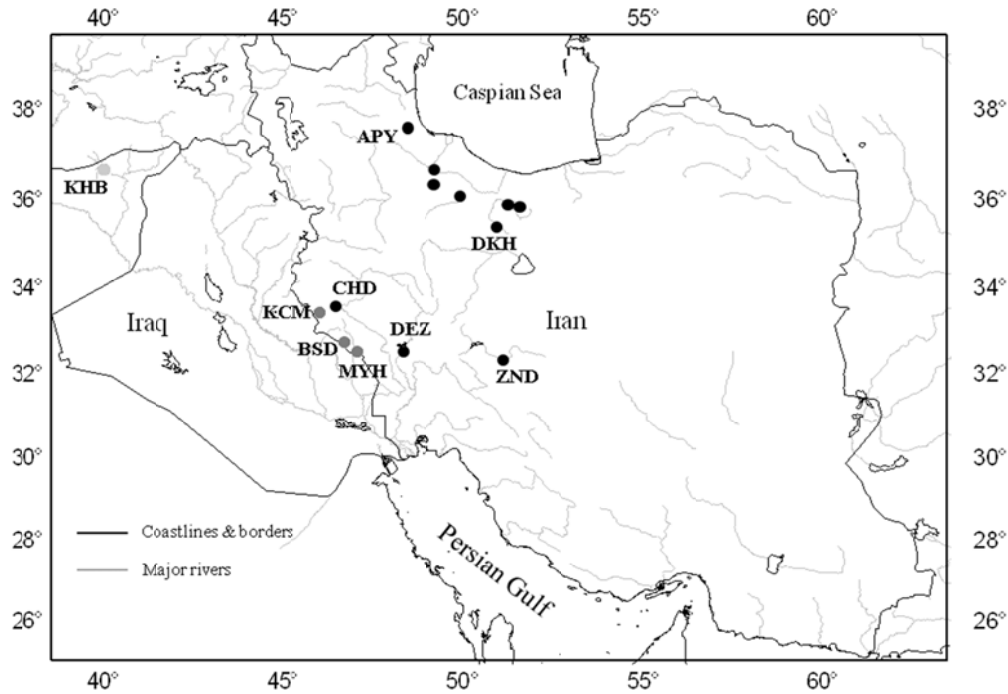 40° 45° 50° 55° 60°
Caspian Sea
38° 38°
APY
KHB
36° 36°
DKH
34° 34°
CHD
KCM
Iraq
DEZ
Iran
BSD
MYH
ZND
32° 32°
30° 30°
Coastlines & borders
28° 28°
Major rivers
Persian Gulf
26° 26°
40° 45° 50° 55° 60°